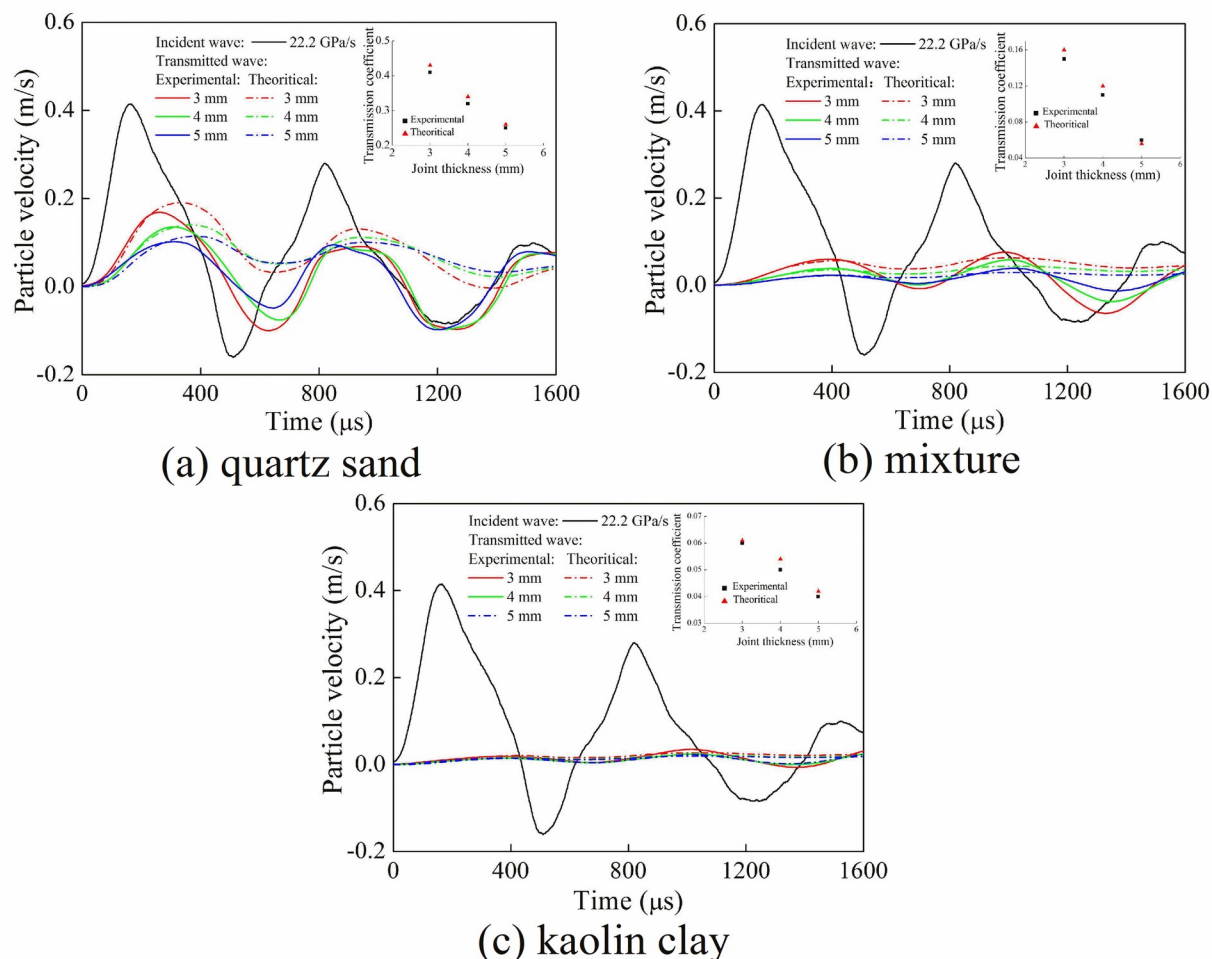 0.6
0.4
0.2
0.0
-0.2
Particle velocity (m/s)
Incident wave: 22.2 GPa/s
Transmitted wave:
Experimental: Theoritical:
3 mm 3 mm
4 mm 4 mm
5 mm 5 mm
Transmission coefficient
0.5
0.4
0.3
0.2
Experimental
Theoritical
2 3 4 5 6
Joint thickness (mm)
0 400 800 1200 1600
Time (μs)
(a) quartz sand
0.6
0.4
0.2
0.0
-0.2
Particle velocity (m/s)
Incident wave: 22.2 GPa/s
Transmitted wave:
Experimental: Theoritical:
3 mm 3 mm
4 mm 4 mm
5 mm 5 mm
Transmission coefficient
0.16
0.12
0.08
0.04
Experimental
Theoritical
2 3 4 5 6
Joint thickness (mm)
0 400 800 1200 1600
Time (μs)
(b) mixture
0.6
0.4
0.2
0.0
-0.2
Particle velocity (m/s)
Incident wave: 22.2 GPa/s
Transmitted wave:
Experimental: Theoritical:
3 mm 3 mm
4 mm 4 mm
5 mm 5 mm
Transmission coefficient
0.07
0.06
0.05
0.04
0.03
Experimental
Theoritical
2 3 4 5 6
Joint thickness (mm)
0 400 800 1200 1600
Time (μs)
(c) kaolin clay